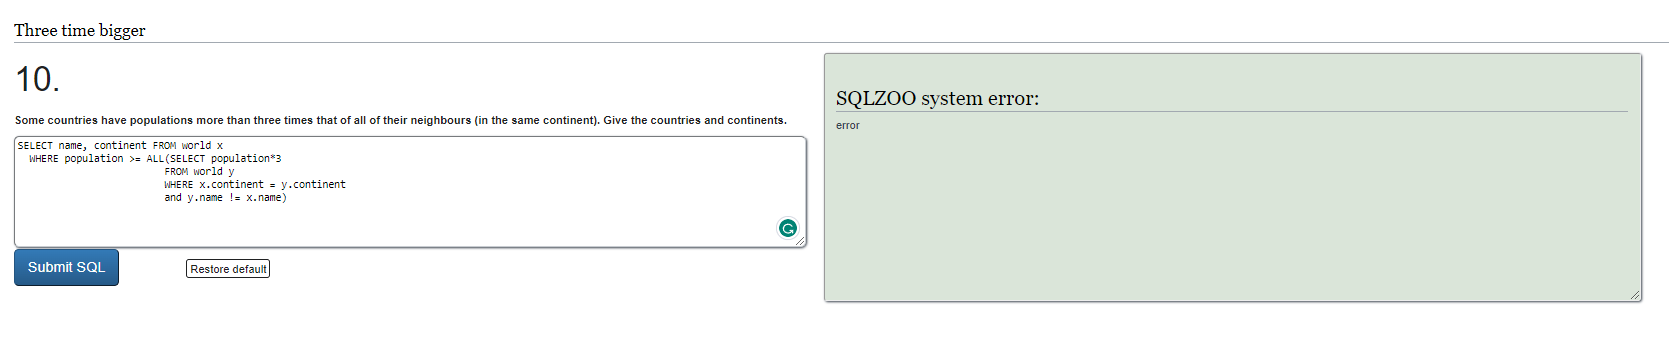 Three time bigger
10.
Some countries have populations more than three times that of all of their neighbours (in the same continent). Give the countries and continents.
SELECT name, continent FROM world x
WHERE population >= ALL(SELECT population*3
FROM world y
WHERE x.continent = y.continent
and y.name != x.name)
Submit SQL
Restore default
SQLZOO system error:
error